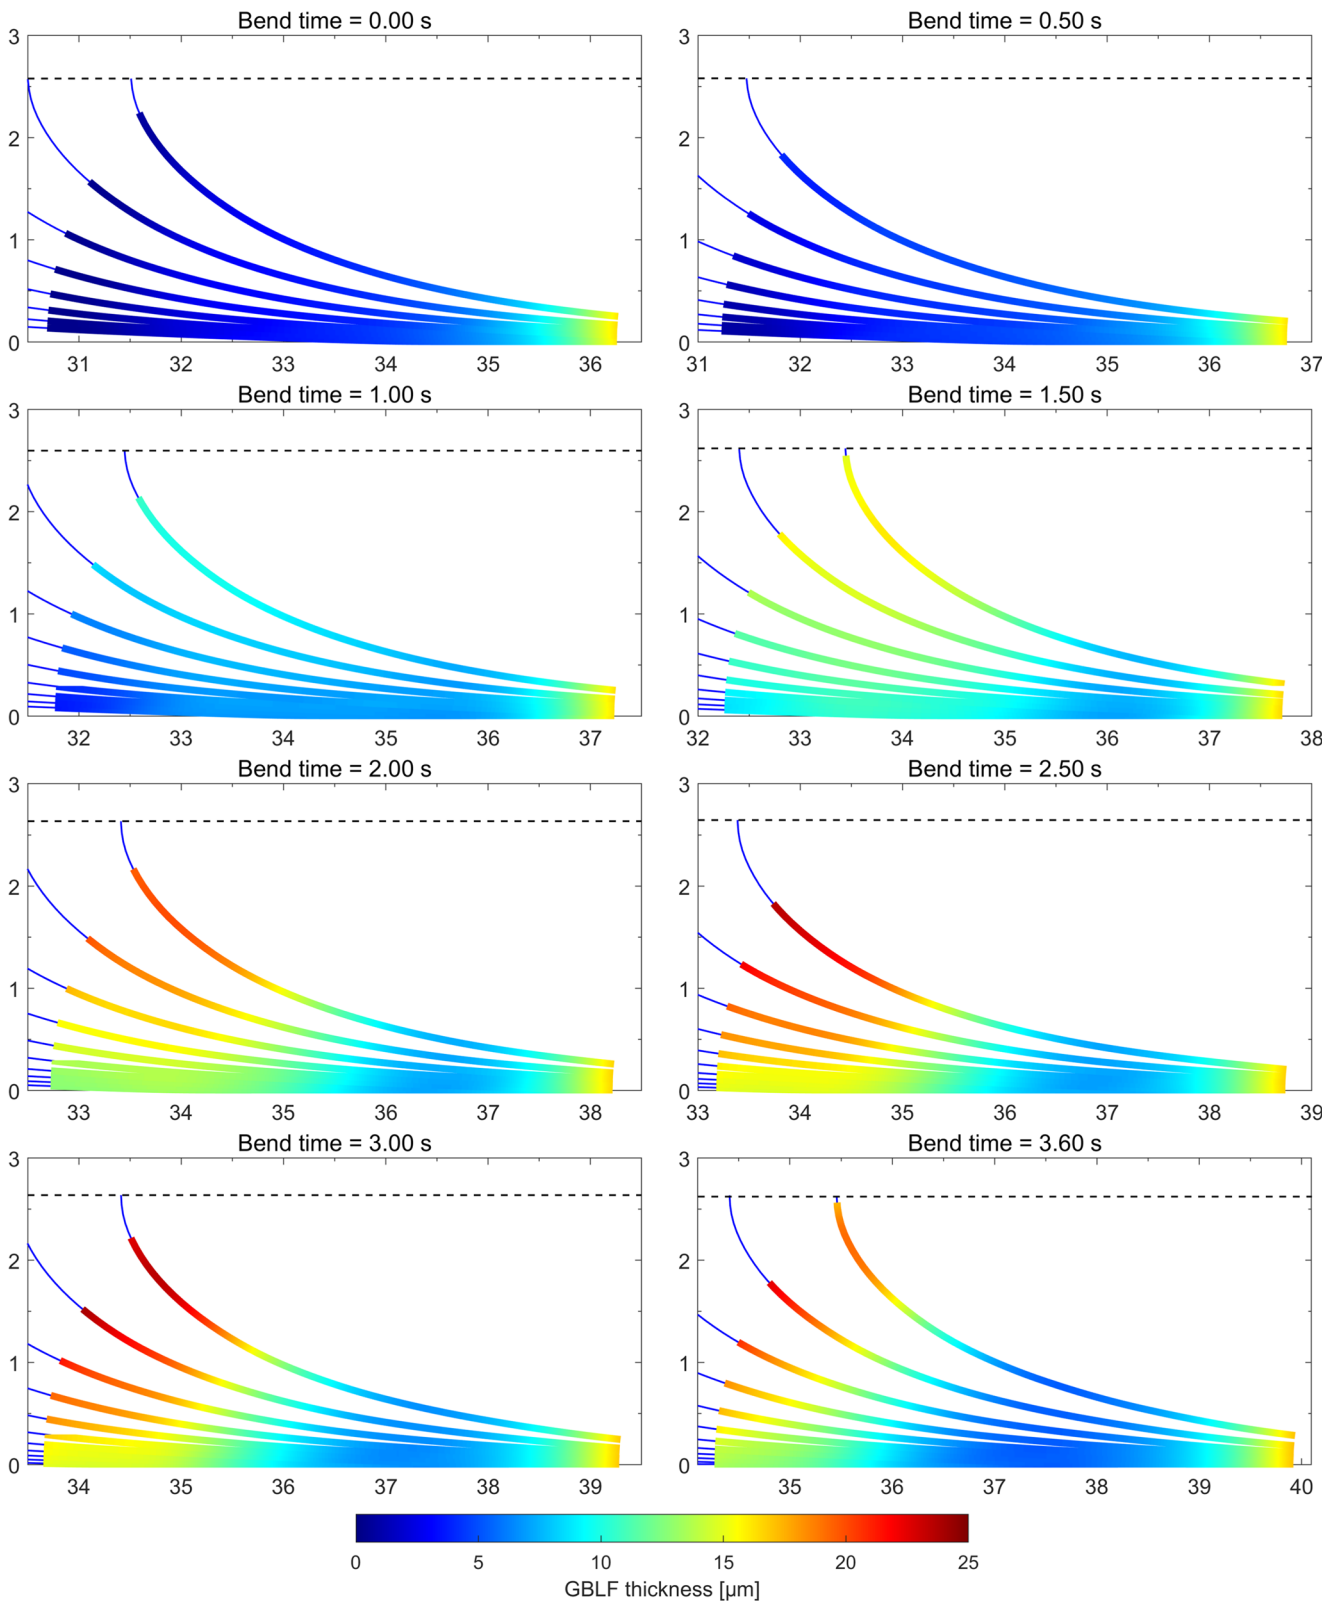 Bend time = 0.00 s
3
2
1
0
31 32 33 34 35 36
Bend time = 0.50 s
3
2
1
0
31 32 33 34 35 36 37
Bend time = 1.00 s
3
2
1
0
32 33 34 35 36 37
Bend time = 1.50 s
3
2
1
0
32 33 34 35 36 37 38
Bend time = 2.00 s
3
2
1
0
33 34 35 36 37 38
Bend time = 2.50 s
3
2
1
0
33 34 35 36 37 38 39
Bend time = 3.00 s
3
2
1
0
34 35 36 37 38 39
Bend time = 3.60 s
3
2
1
0
35 36 37 38 39 40
0 5 10 15 20 25
GBLF thickness [μm]